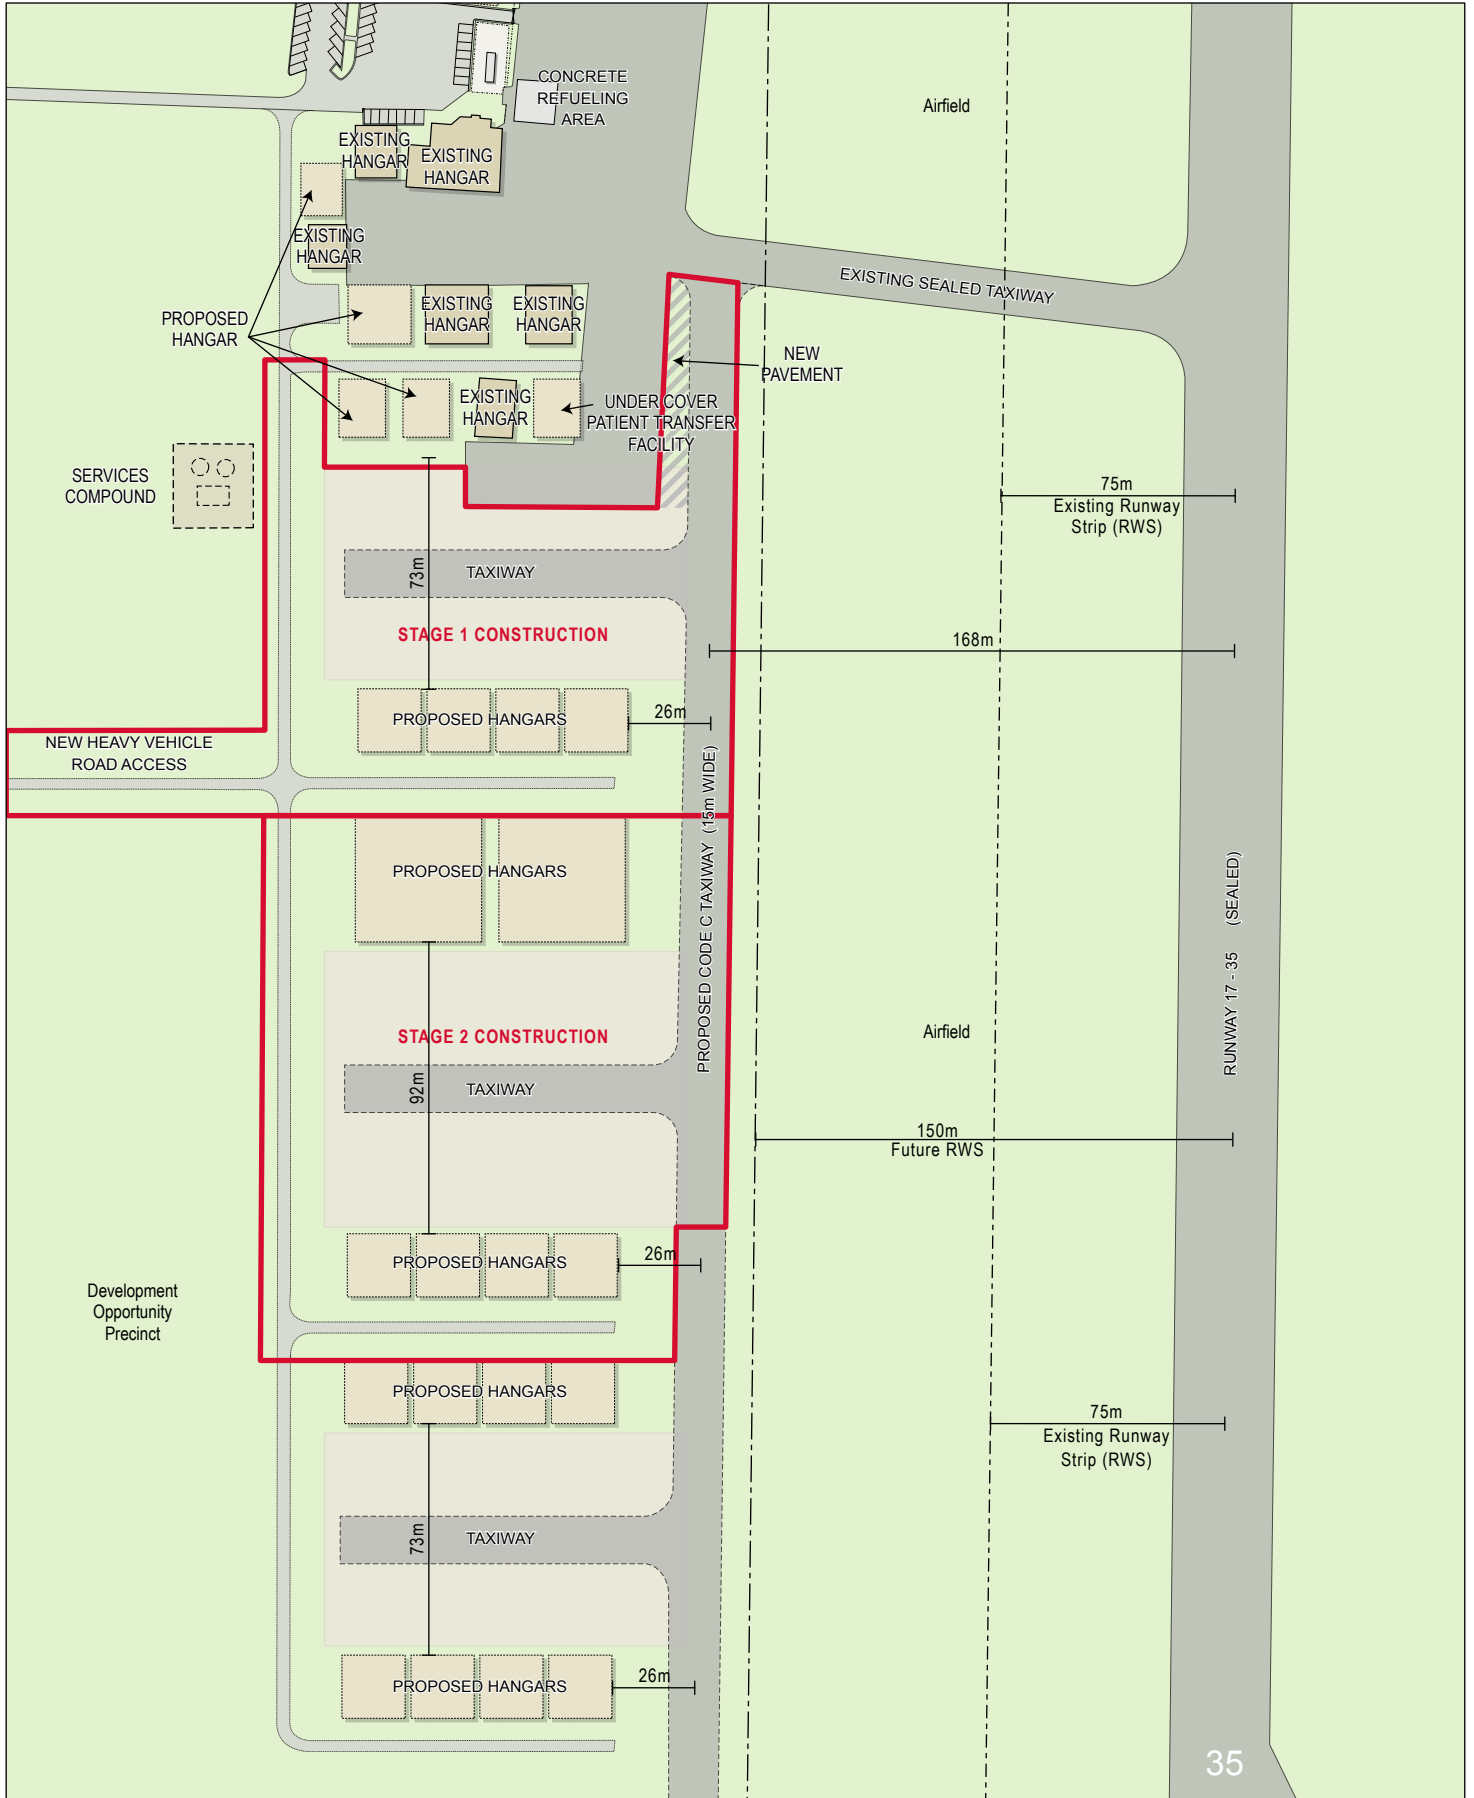 CONCRETE
REFUELING
AREA
Airfield
EXISTING
HANGAR
EXISTING
HANGAR
EXISTING
HANGAR
EXISTING SEALED TAXIWAY
PROPOSED
HANGAR
EXISTING
HANGAR
EXISTING
HANGAR
NEW
PAVEMENT
EXISTING
HANGAR
UNDER COVER
PATIENT TRANSFER
FACILITY
SERVICES
COMPOUND
75m
Existing Runway
Strip (RWS)
73m
TAXIWAY
STAGE 1 CONSTRUCTION
168m
PROPOSED HANGARS
26m
NEW HEAVY VEHICLE
ROAD ACCESS
PROPOSED CODE C TAXIWAY (15m WIDE)
PROPOSED HANGARS
RUNWAY 17 - 35 (SEALED)
STAGE 2 CONSTRUCTION
Airfield
92m
TAXIWAY
150m
Future RWS
PROPOSED HANGARS
26m
Development
Opportunity
Precinct
PROPOSED HANGARS
75m
Existing Runway
Strip (RWS)
73m
TAXIWAY
PROPOSED HANGARS
26m
35